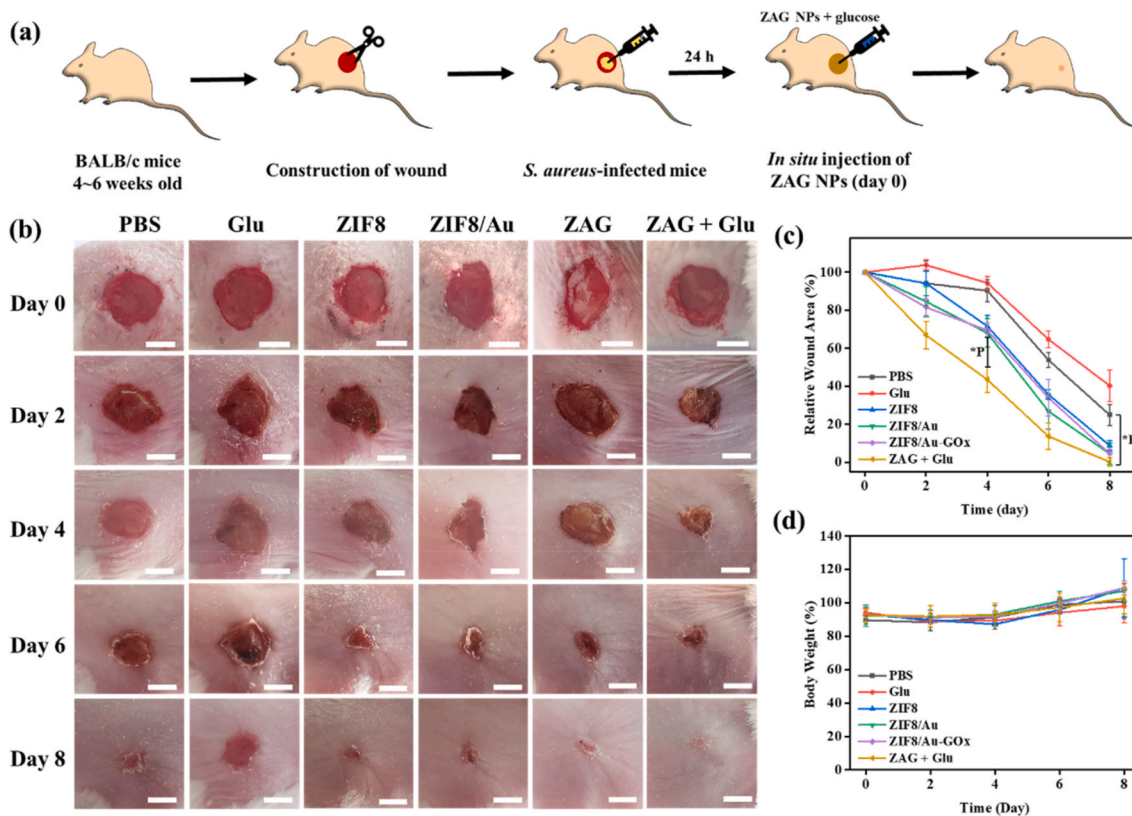 (a)
ZAG NPs + glucose
24 h
BALB/c mice
4~6 weeks old
Construction of wound
S. aureus-infected mice
In situ injection of
ZAG NPs (day 0)
(b)
PBS Glu ZIF8 ZIF8/Au ZAG ZAG + Glu
Day 0
Day 2
Day 4
Day 6
Day 8
(c)
Relative Wound Area (%)
100
80
60
40
20
0
*P
PBS
Glu
ZIF8
ZIF8/Au
ZIF8/Au-GOx
ZAG + Glu
0 2 4 6 8
Time (day)
(d)
Body Weight (%)
140
120
100
80
60
40
20
0
PBS
Glu
ZIF8
ZIF8/Au
ZIF8/Au-GOx
ZAG + Glu
0 2 4 6 8
Time (Day)